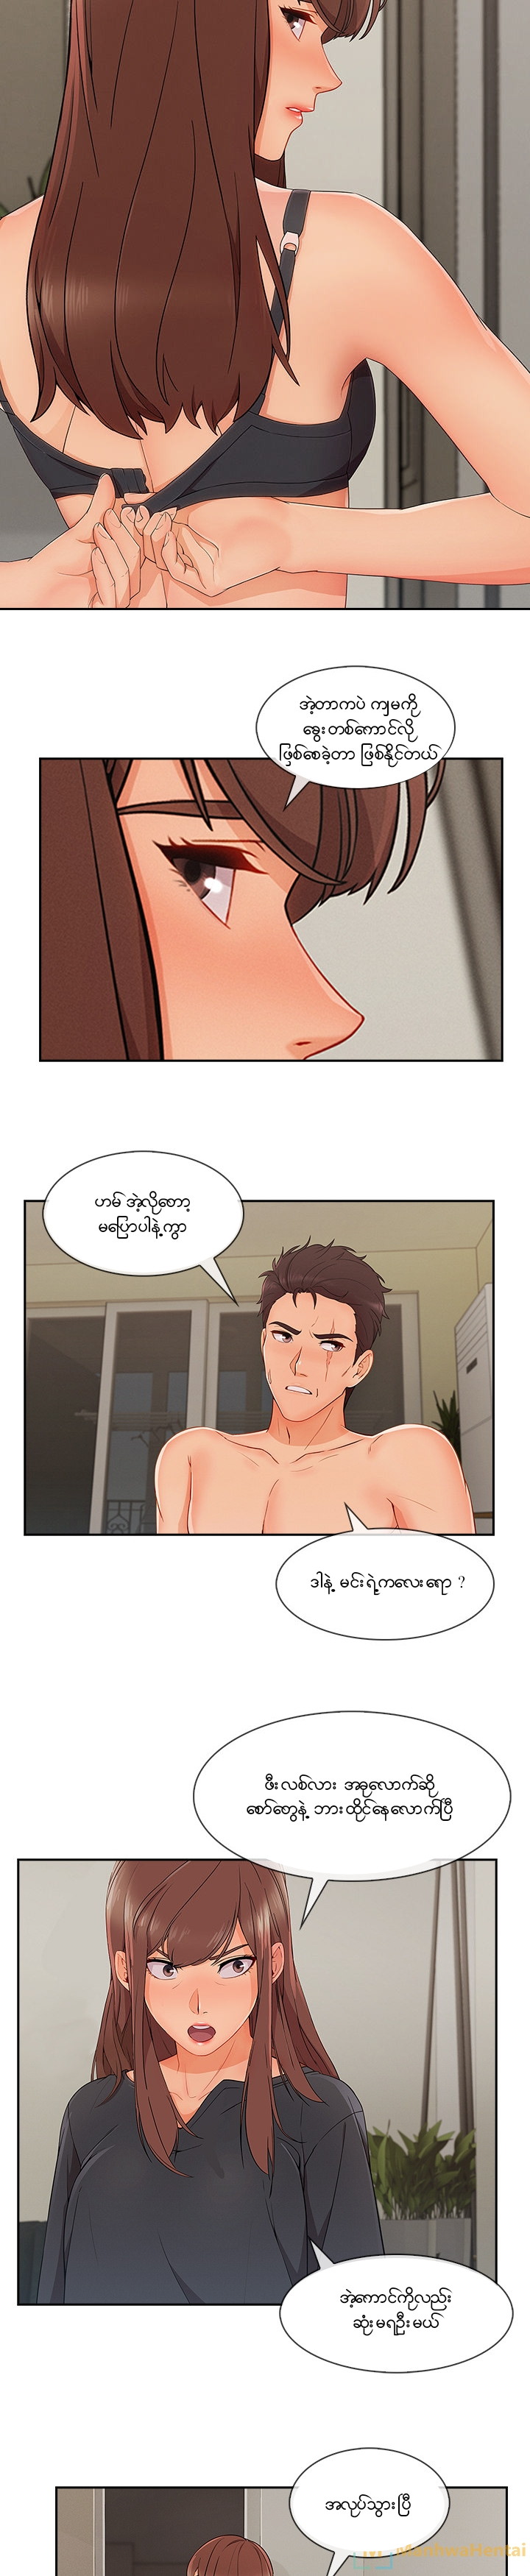 အဲ့တာကပဲ ကျမကို
ခွေးတစ်ကောင်လို
ဖြစ်စေခဲ့တာ ဖြစ်နိုင်တယ်
ဟမ် အဲ့လိုတော့
မပြောပါနဲ့ကွာ
ဒါနဲ့ မင်းရဲ့ကလေးရော ?
ဖီးလစ်လား အခုလောက်ဆို
စော်တွေနဲ့ ဘားထိုင်နေလောက်ပြီ
အဲ့ကောင်ကိုလည်း
ဆုံးမရဦးမယ်
အလုပ်သွားပြီ
ManhwaHentai